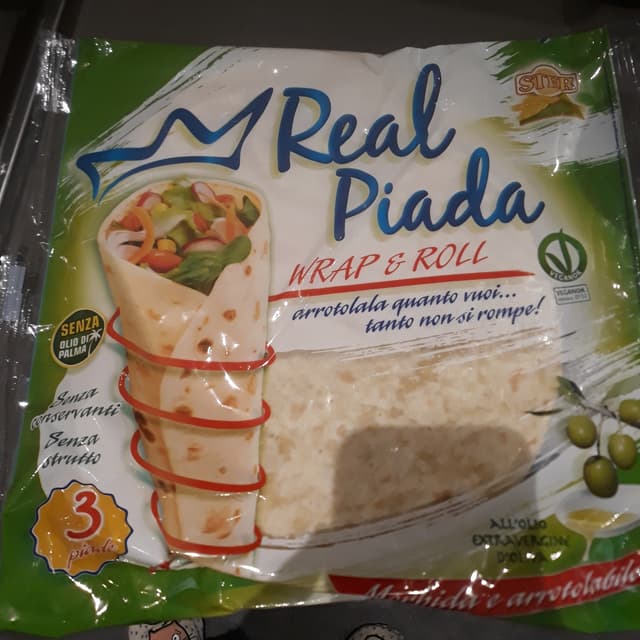 STER
Real
Piada
WRAP & ROLL
arrotolala quanto vuoi...
tanto non si rompe!
SENZA
OLIO DI
PALMA
Senza
conservanti
Senza
strutto
3
piade
ALL'OLIO
EXTRAVERGINE
D'OLIVA
Morbida e arrotolabile